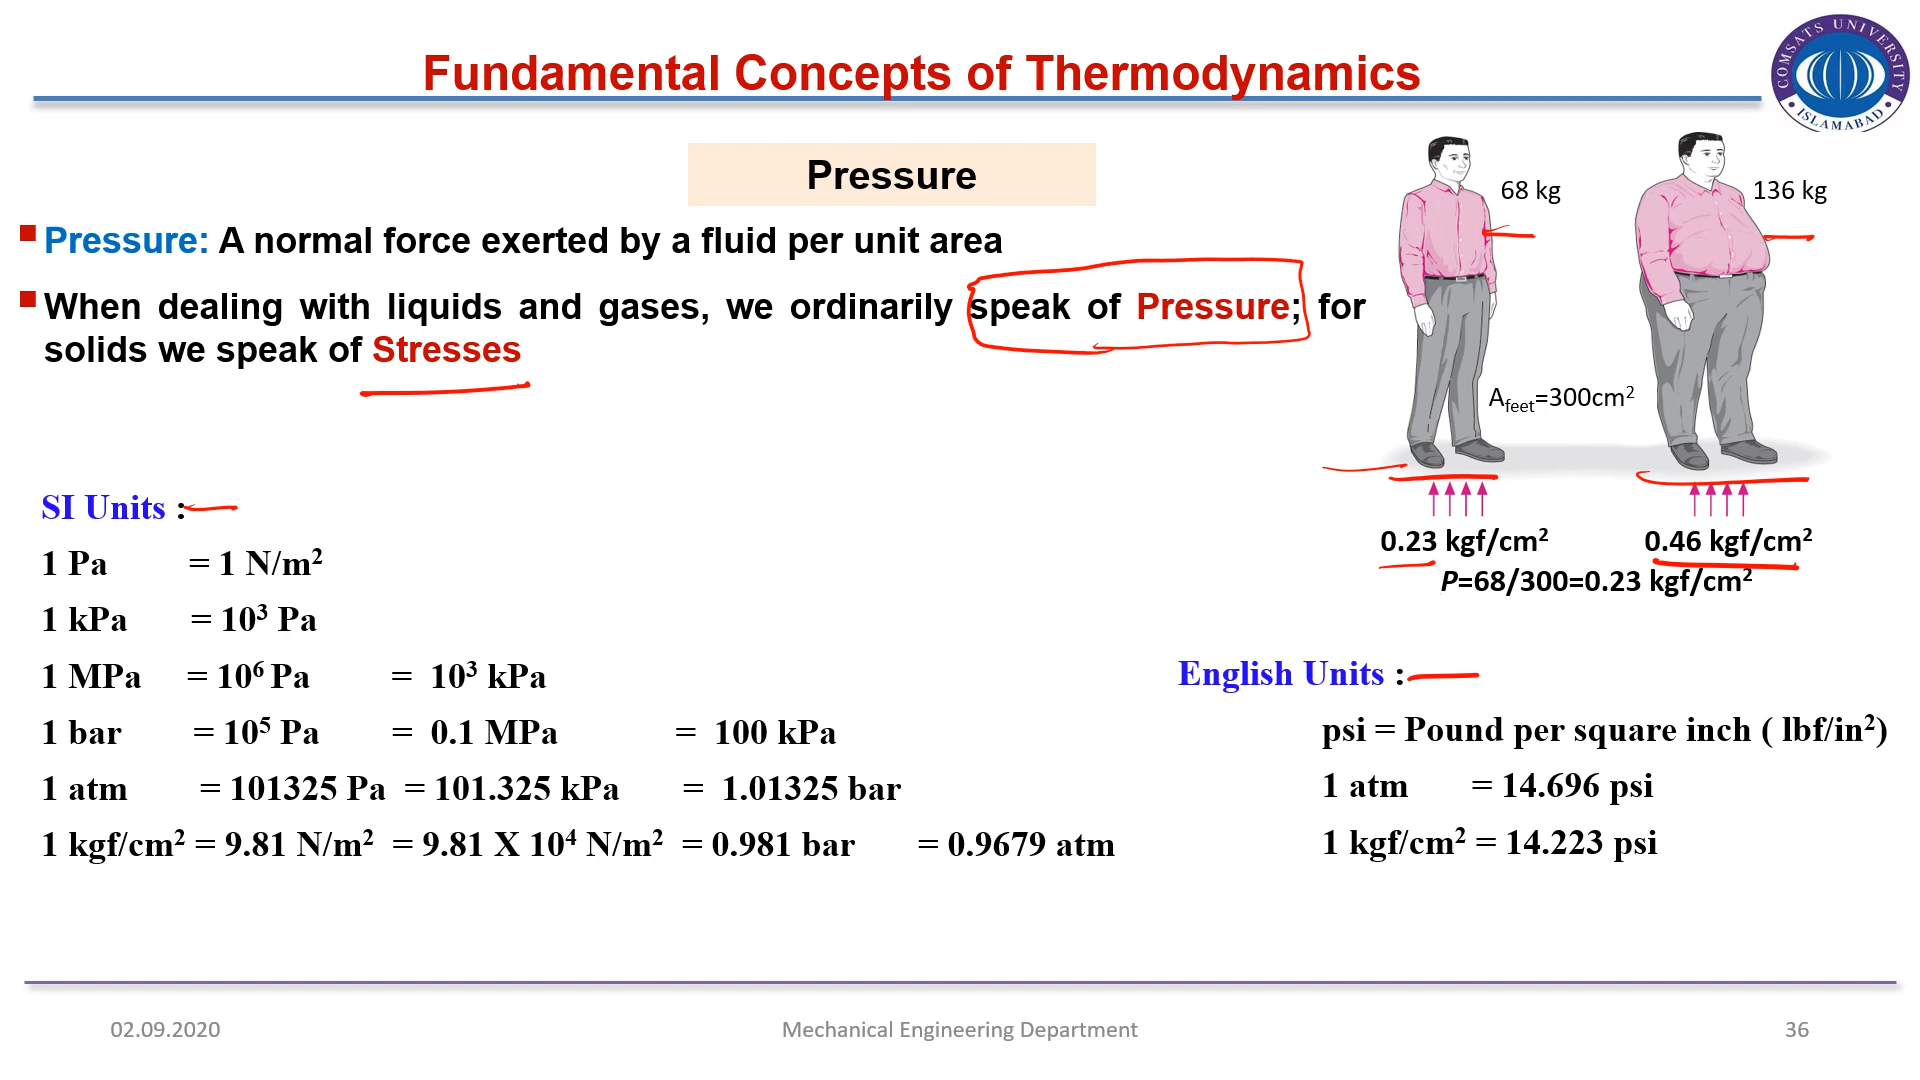 Fundamental Concepts of Thermodynamics
COMSATS UNIVERSITY
ISLAMABAD
Pressure
68 kg
136 kg
Pressure: A normal force exerted by a fluid per unit area
When dealing with liquids and gases, we ordinarily speak of Pressure; for
solids we speak of Stresses
A_feet=300cm²
SI Units :
1 Pa = 1 N/m²
1 kPa = 10³ Pa
1 MPa = 10⁶ Pa = 10³ kPa
1 bar = 10⁵ Pa = 0.1 MPa = 100 kPa
1 atm = 101325 Pa = 101.325 kPa = 1.01325 bar
1 kgf/cm² = 9.81 N/m² = 9.81 X 10⁴ N/m² = 0.981 bar = 0.9679 atm
0.23 kgf/cm²
0.46 kgf/cm²
P=68/300=0.23 kgf/cm²
English Units :
psi = Pound per square inch ( lbf/in²)
1 atm = 14.696 psi
1 kgf/cm² = 14.223 psi
02.09.2020
Mechanical Engineering Department
36